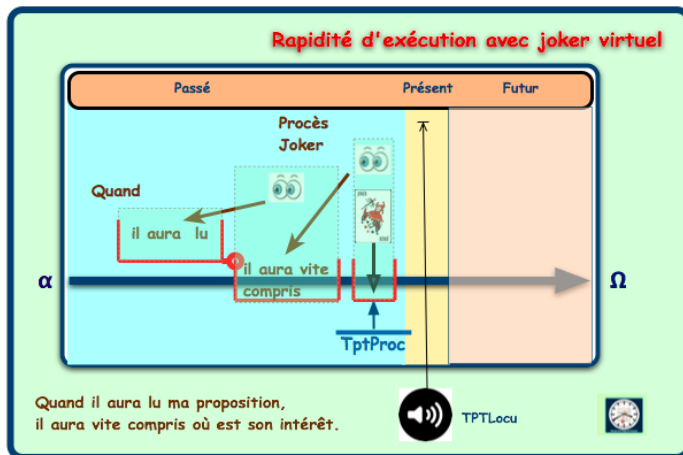 Rapidité d'exécution avec joker virtuel
Passé
Présent
Futur
Procès
Joker
Quand
il aura lu
il aura vite
compris
α
Ω
TptProc
Quand il aura lu ma proposition,
il aura vite compris où est son intérêt.
TPTLocu